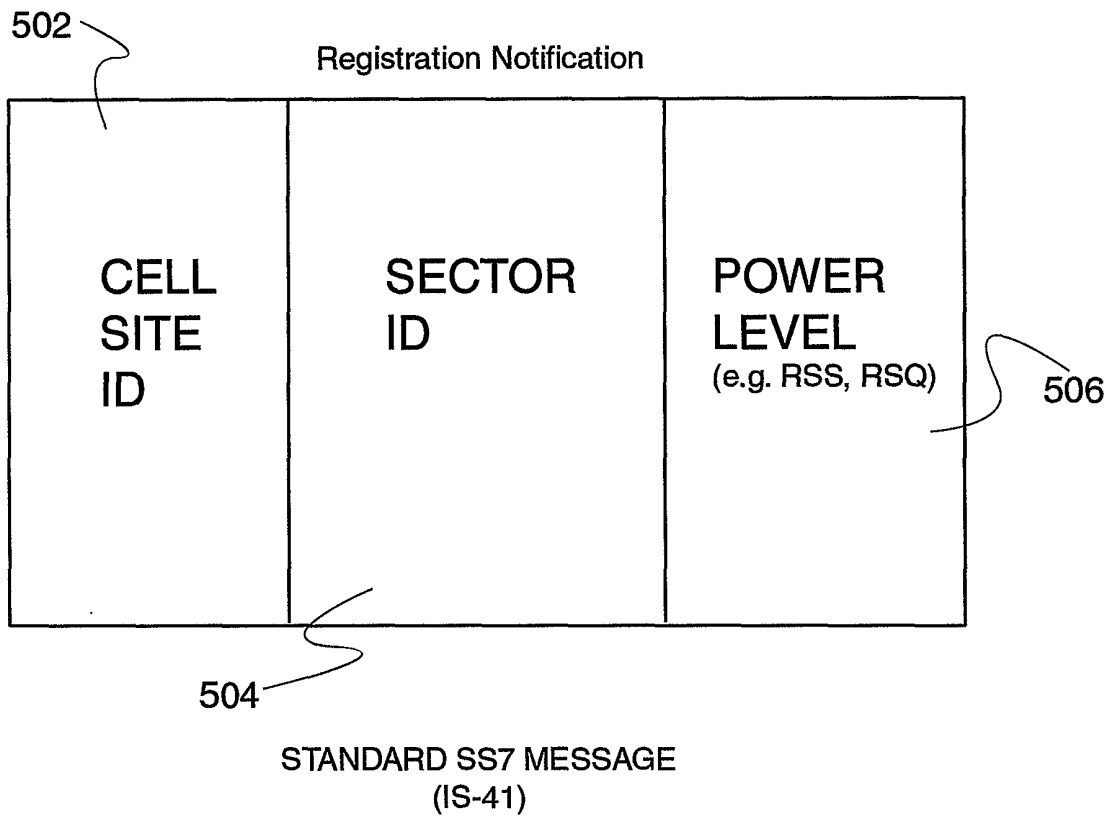 502
Registration Notification
CELL
SITE
ID
SECTOR
ID
POWER
LEVEL
(e.g. RSS, RSQ)
506
504
STANDARD SS7 MESSAGE
(IS-41)